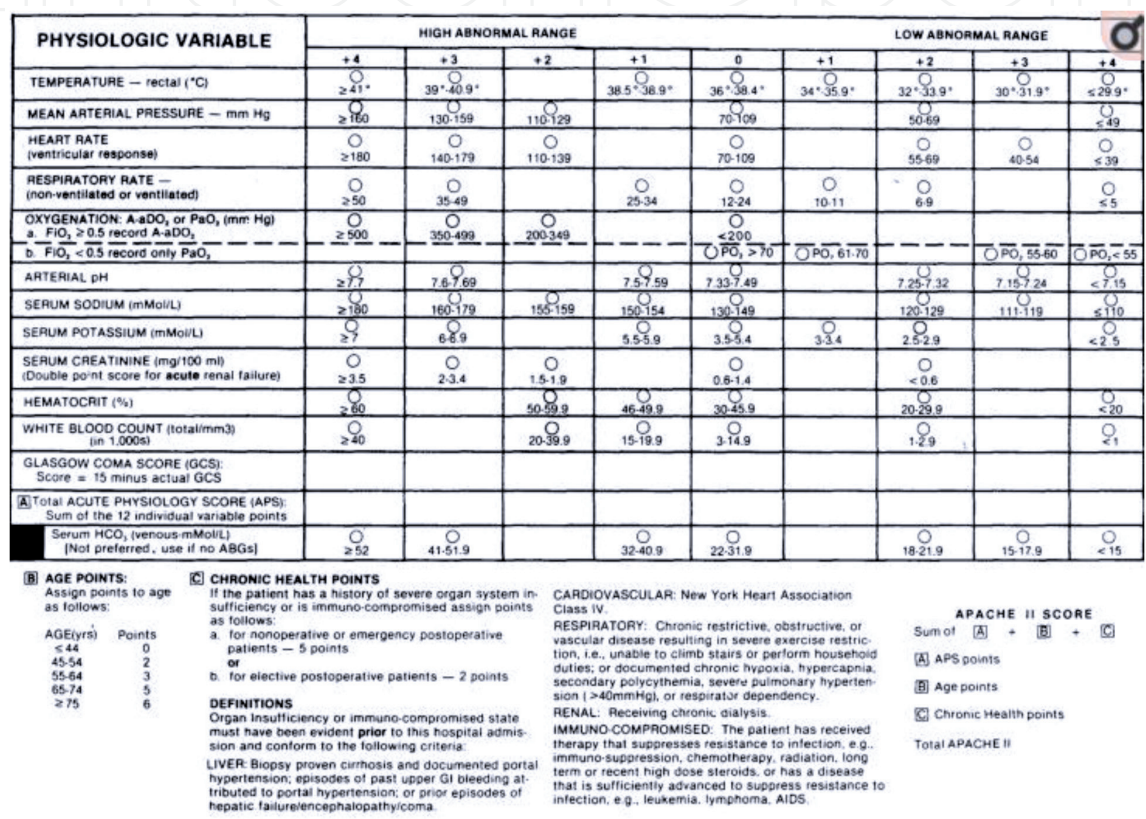 PHYSIOLOGIC VARIABLE HIGH ABNORMAL RANGE LOW ABNORMAL RANGE
+4 +3 +2 +1 0 +1 +2 +3 +4
TEMPERATURE — rectal (°C) ≥41° 39°-40.9° 38.5°-38.9° 36°-38.4° 34°-35.9° 32°-33.9° 30°-31.9° ≤29.9°
MEAN ARTERIAL PRESSURE — mm Hg ≥160 130-159 110-129 70-109 50-69 ≤49
HEART RATE
(ventricular response) ≥180 140-179 110-139 70-109 55-69 40-54 ≤39
RESPIRATORY RATE —
(non-ventilated or ventilated) ≥50 35-49 25-34 12-24 10-11 6-9 ≤5
OXYGENATION: A-aDO₂ or PaO₂ (mm Hg)
a. FiO₂ ≥ 0.5 record A-aDO₂ ≥500 350-499 200-349 <200
b. FiO₂ < 0.5 record only PaO₂ PO₂ >70 PO₂ 61-70 PO₂ 55-60 PO₂<55
ARTERIAL pH ≥7.7 7.6-7.69 7.5-7.59 7.33-7.49 7.25-7.32 7.15-7.24 <7.15
SERUM SODIUM (mMol/L) ≥180 160-179 155-159 150-154 130-149 120-129 111-119 ≤110
SERUM POTASSIUM (mMol/L) ≥7 6-6.9 5.5-5.9 3.5-5.4 3-3.4 2.5-2.9 <2.5
SERUM CREATININE (mg/100 ml)
(Double point score for acute renal failure) ≥3.5 2-3.4 1.5-1.9 0.6-1.4 <0.6
HEMATOCRIT (%) ≥60 50-59.9 46-49.9 30-45.9 20-29.9 <20
WHITE BLOOD COUNT (total/mm3)
(in 1,000s) ≥40 20-39.9 15-19.9 3-14.9 1-2.9 <1
GLASGOW COMA SCORE (GCS):
Score = 15 minus actual GCS
A Total ACUTE PHYSIOLOGY SCORE (APS):
Sum of the 12 individual variable points
Serum HCO₃ (venous-mMol/L)
[Not preferred, use if no ABGs] ≥52 41-51.9 32-40.9 22-31.9 18-21.9 15-17.9 <15
B AGE POINTS:
Assign points to age
as follows:
AGE(yrs) Points
≤44 0
45-54 2
55-64 3
65-74 5
≥75 6
C CHRONIC HEALTH POINTS
If the patient has a history of severe organ system in-
sufficiency or is immuno-compromised assign points
as follows:
a. for nonoperative or emergency postoperative
patients — 5 points
or
b. for elective postoperative patients — 2 points
DEFINITIONS
Organ Insufficiency or immuno-compromised state
must have been evident prior to this hospital admis-
sion and conform to the following criteria:
LIVER: Biopsy proven cirrhosis and documented portal
hypertension; episodes of past upper GI bleeding at-
tributed to portal hypertension; or prior episodes of
hepatic failure/encephalopathy/coma.
CARDIOVASCULAR: New York Heart Association
Class IV.
RESPIRATORY: Chronic restrictive, obstructive, or
vascular disease resulting in severe exercise restric-
tion, i.e., unable to climb stairs or perform household
duties; or documented chronic hypoxia, hypercapnia,
secondary polycythemia, severe pulmonary hyperten-
sion (>40mmHg), or respirator dependency.
RENAL: Receiving chronic dialysis.
IMMUNO-COMPROMISED: The patient has received
therapy that suppresses resistance to infection, e.g.,
immuno-suppression, chemotherapy, radiation, long
term or recent high dose steroids, or has a disease
that is sufficiently advanced to suppress resistance to
infection, e.g., leukemia, lymphoma, AIDS.
APACHE II SCORE
Sum of A + B + C
A APS points
B Age points
C Chronic Health points
Total APACHE II